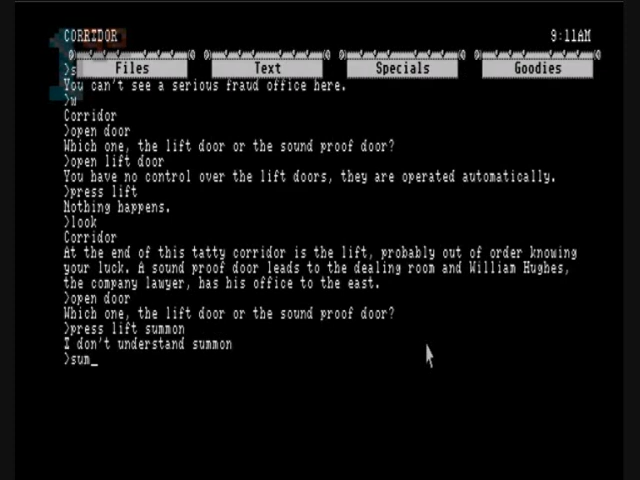 CORRIDOR 9:11AM
Files Text Specials Goodies
You can't see a serious fraud office here.
>w
Corridor
>open door
Which one, the lift door or the sound proof door?
>open lift door
You have no control over the lift doors, they are operated automatically.
>press lift
Nothing happens.
>look
Corridor
At the end of this tatty corridor is the lift, probably out of order knowing
your luck. A sound proof door leads to the dealing room and William Hughes,
the company lawyer, has his office to the east.
>open door
Which one, the lift door or the sound proof door?
>press lift summon
I don't understand summon
>sum_